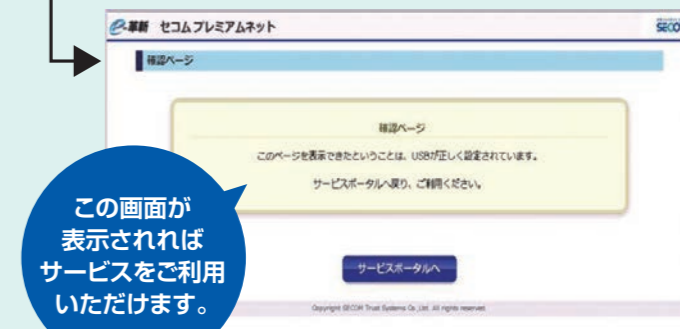 e-革新 セコムプレミアムネット
SECO
確認ページ
確認ページ
このページを表示できたということは、USBが正しく設定されています。
サービスポータルへ戻り、ご利用ください。
この画面が
表示されれば
サービスをご利用
いただけます。
サービスポータルへ
Copyright SECOM Trust Systems Co.,Ltd. All rights reserved.